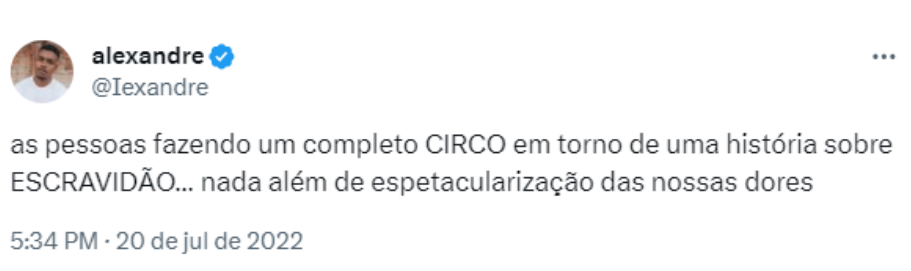 alexandre
@Iexandre
as pessoas fazendo um completo CIRCO em torno de uma história sobre
ESCRAVIDÃO... nada além de espetacularização das nossas dores
5:34 PM · 20 de jul de 2022